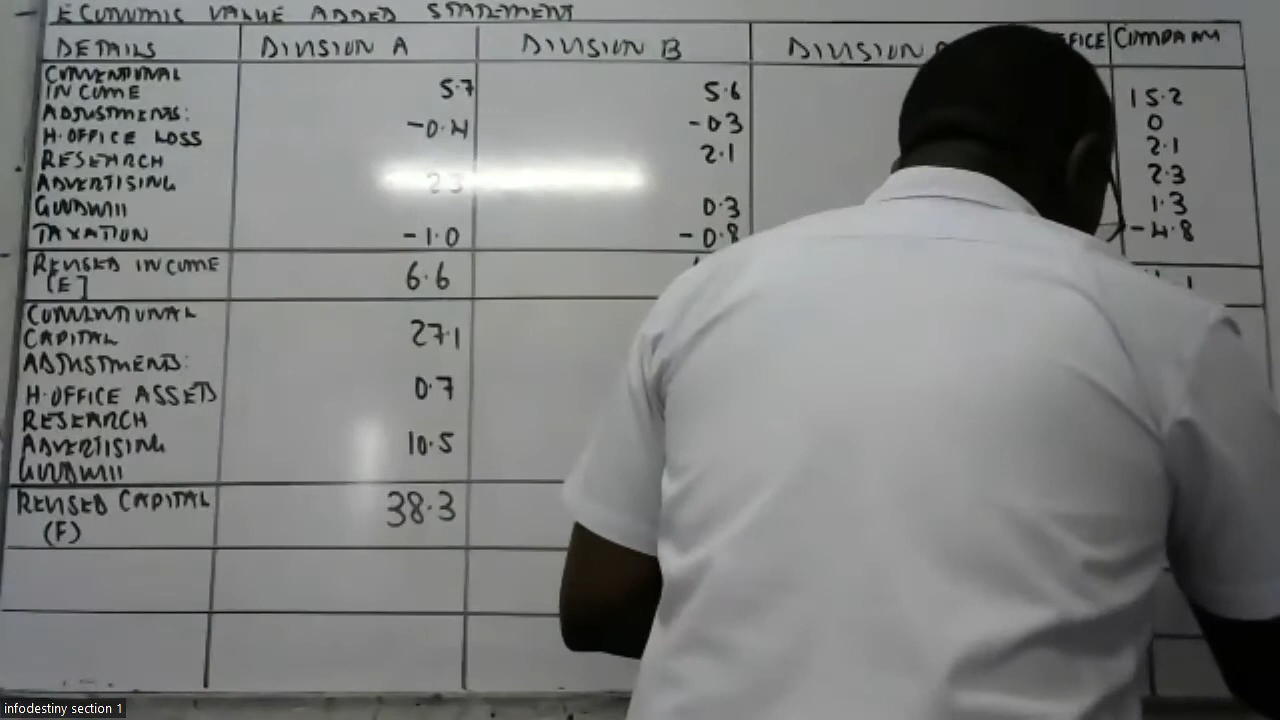 ECONOMIC VALUE ADDED STATEMENT
DETAILS DIVISION A DIVISION B DIVISION FFICE COMPANY
CONVENTIONAL
INCOME 5.7 5.6 15.2
ADJUSTMENTS:
H.OFFICE LOSS -0.4 -0.3 0
RESEARCH 2.1 2.1
ADVERTISING 2.3 2.3
GOODWILL 0.3 1.3
TAXATION -1.0 -0.8 -4.8
REVISED INCOME
[E] 6.6
CONVENTIONAL
CAPITAL 27.1
ADJUSTMENTS:
H.OFFICE ASSETS 0.7
RESEARCH
ADVERTISING 10.5
GOODWILL
REVISED CAPITAL
(F) 38.3
infodestiny section 1